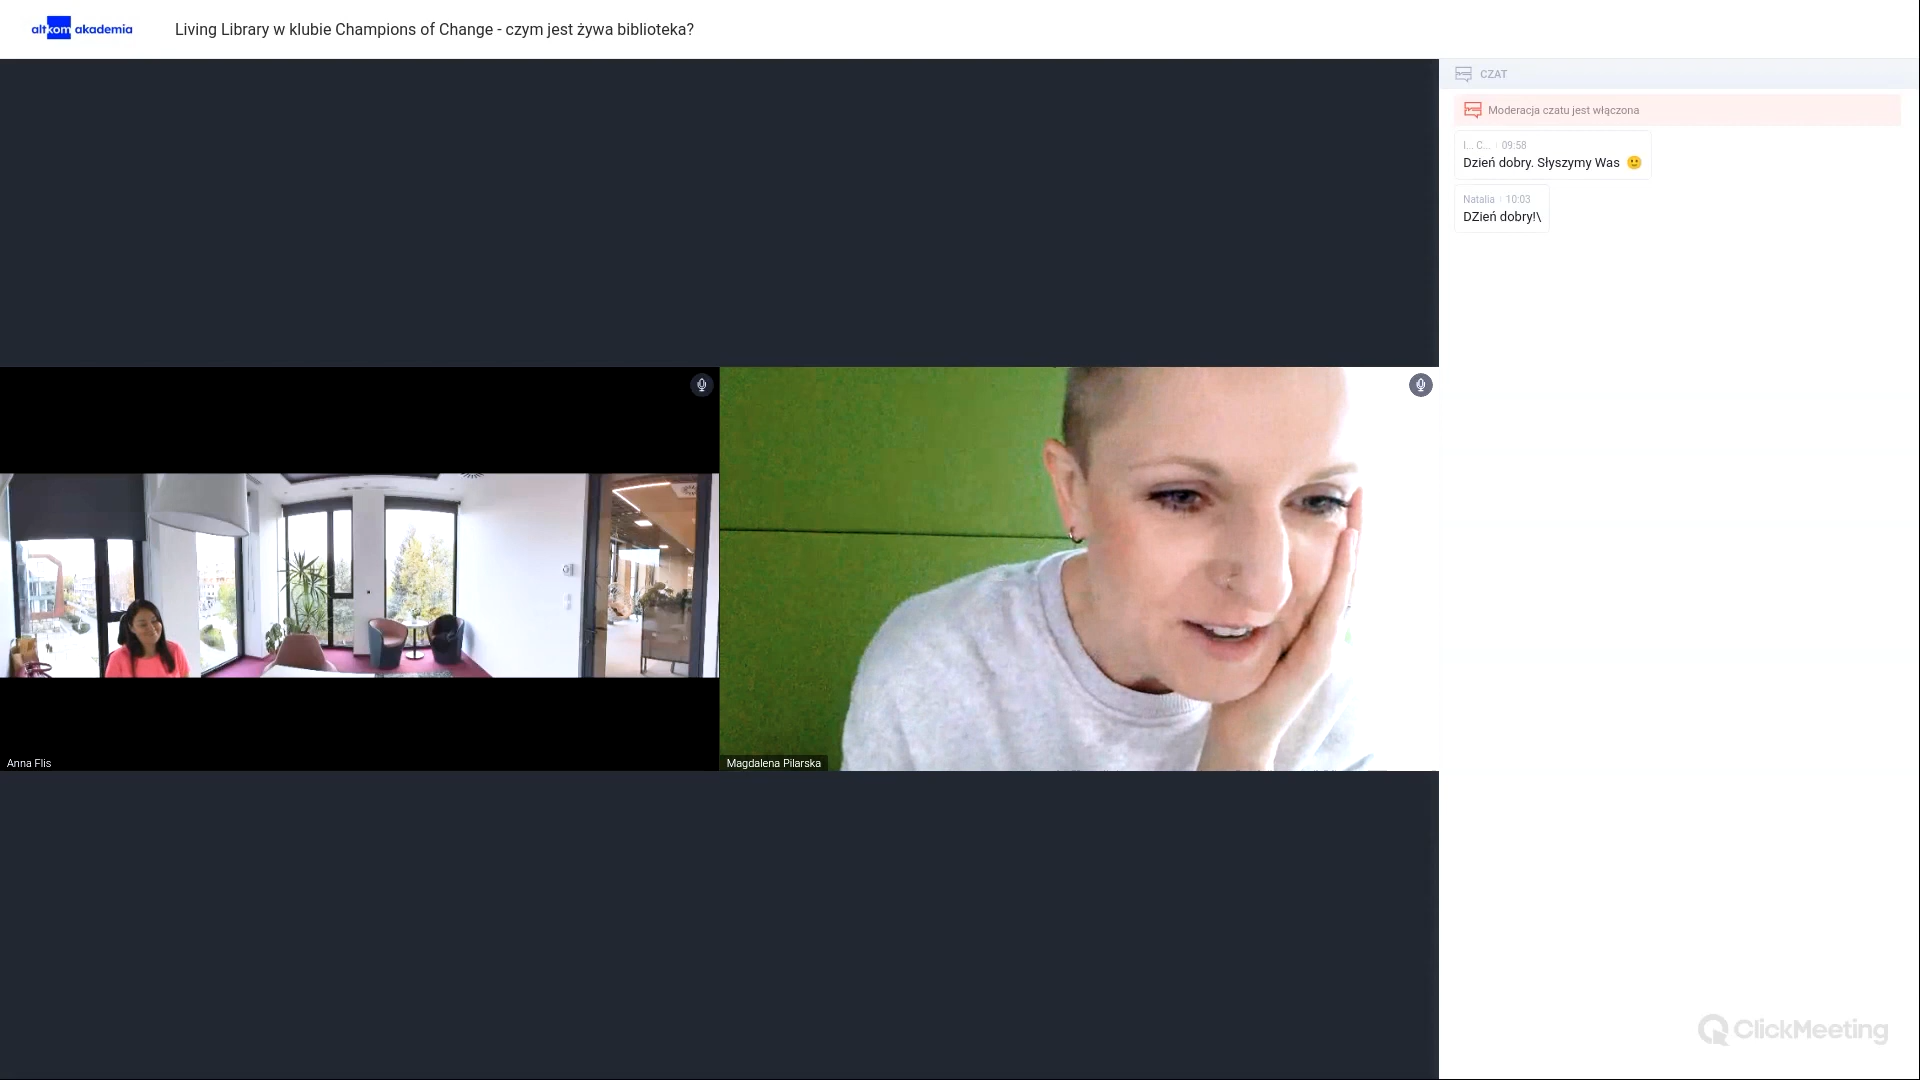 altkom akademia
Living Library w klubie Champions of Change - czym jest żywa biblioteka?
CZAT
Moderacja czatu jest włączona
I... C... 09:58
Dzień dobry. Słyszymy Was 🙂
Natalia 10:03
DZień dobry!\
Anna Flis
Magdalena Pilarska
ClickMeeting